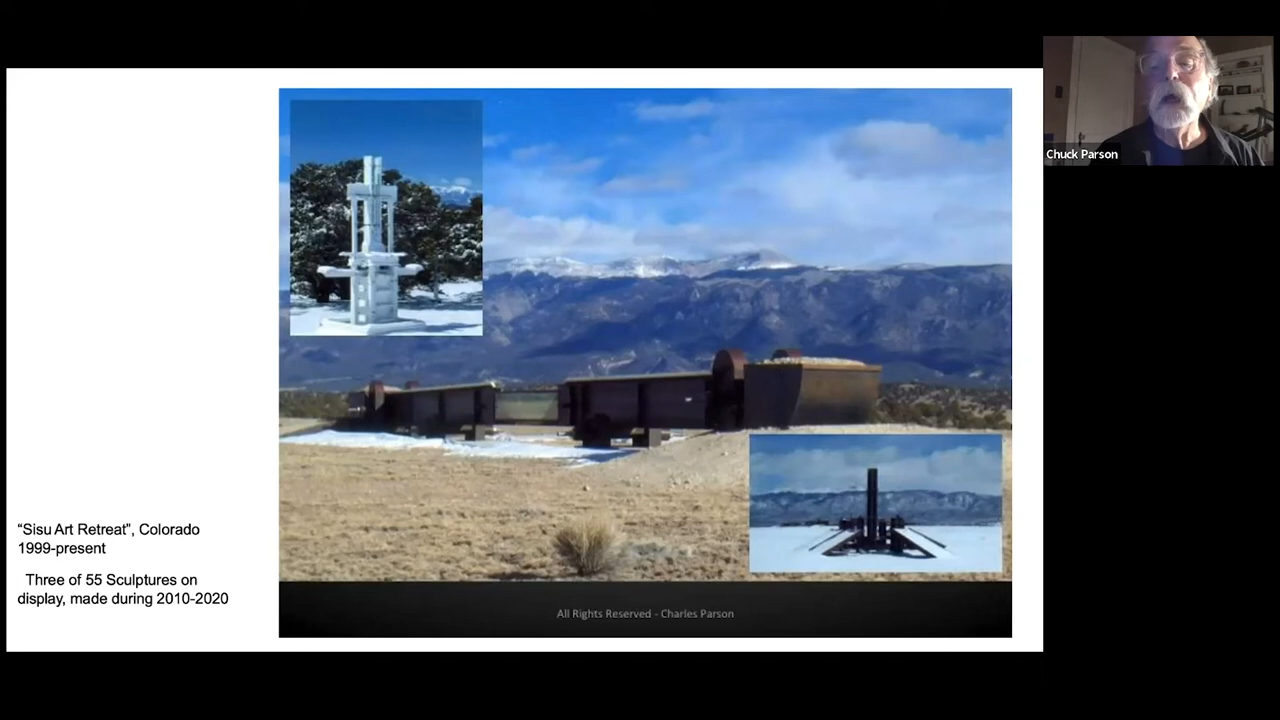 Chuck Parson
“Sisu Art Retreat”, Colorado
1999-present
Three of 55 Sculptures on
display, made during 2010-2020
All Rights Reserved - Charles Parson